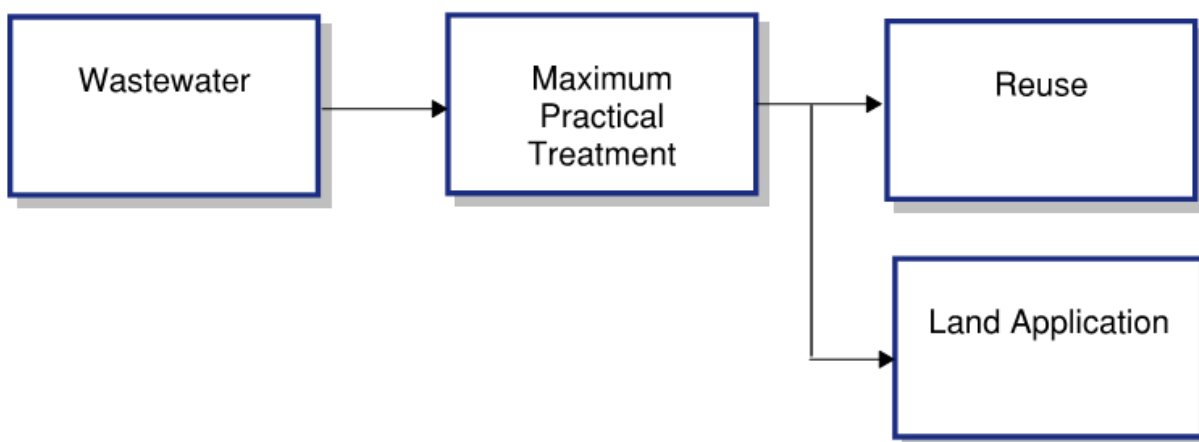 Wastewater
Maximum
Practical
Treatment
Reuse
Land Application